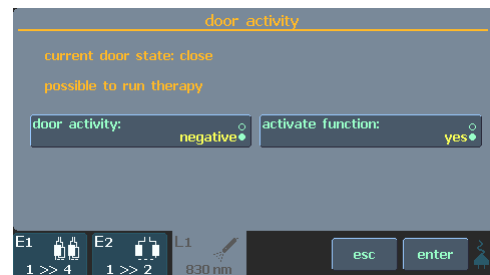 door activity
current door state: close
possible to run therapy
door activity:
negative
activate function:
yes
E1
1 >> 4
E2
1 >> 2
L1
830 nm
esc
enter